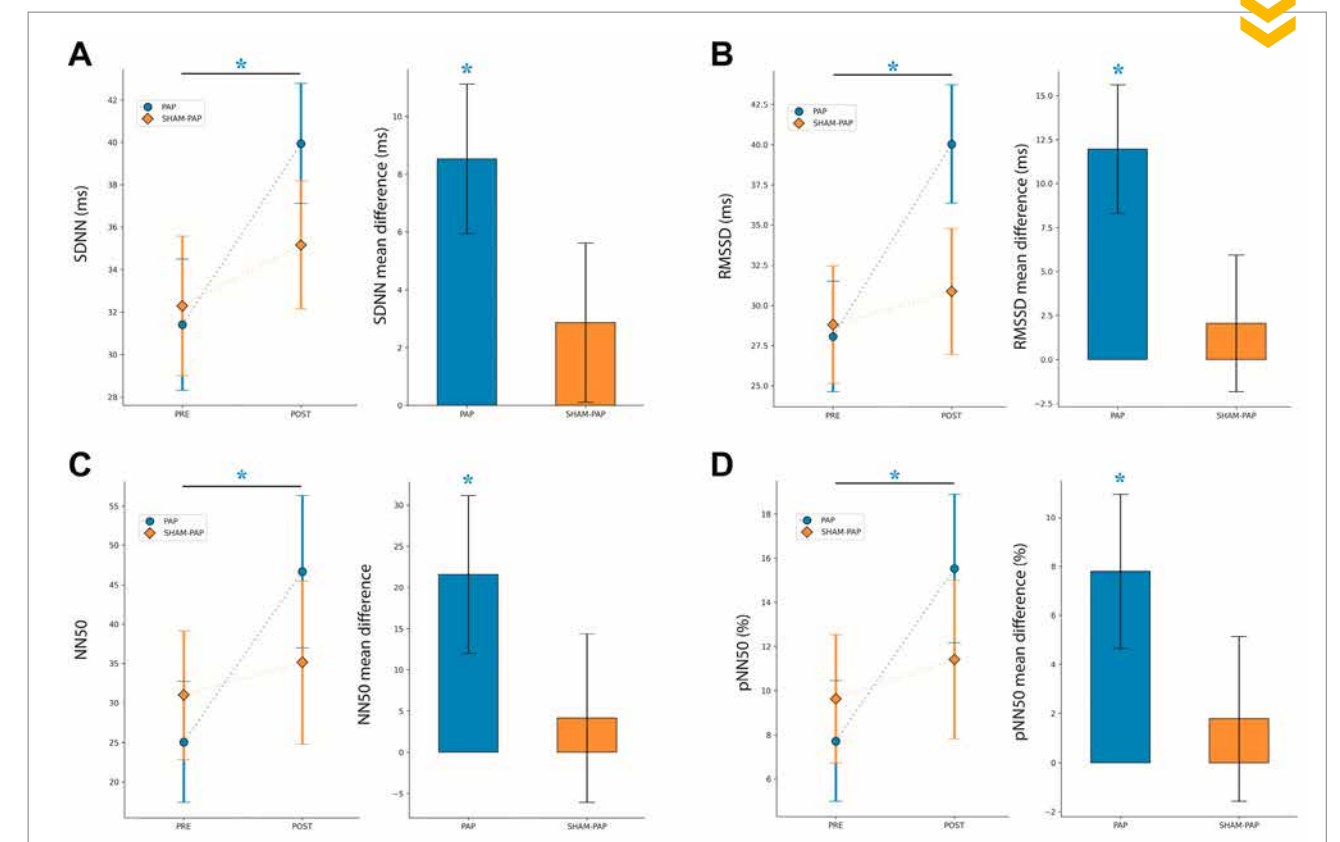 A
*
SDNN (ms)
42
40
38
36
34
32
30
28
PAP
SHAM-PAP
PRE
POST
*
SDNN mean difference (ms)
10
8
6
4
2
0
PAP
SHAM-PAP
B
*
RMSSD (ms)
42.5
40.0
37.5
35.0
32.5
30.0
27.5
25.0
PAP
SHAM-PAP
PRE
POST
*
RMSSD mean difference (ms)
15.0
12.5
10.0
7.5
5.0
2.5
0.0
−2.5
PAP
SHAM-PAP
C
*
NN50
55
50
45
40
35
30
25
20
PAP
SHAM-PAP
PRE
POST
*
NN50 mean difference
30
25
20
15
10
5
0
−5
PAP
SHAM-PAP
D
*
pNN50 (%)
18
16
14
12
10
8
6
PAP
SHAM-PAP
PRE
POST
*
pNN50 mean difference (%)
10
8
6
4
2
0
−2
PAP
SHAM-PAP